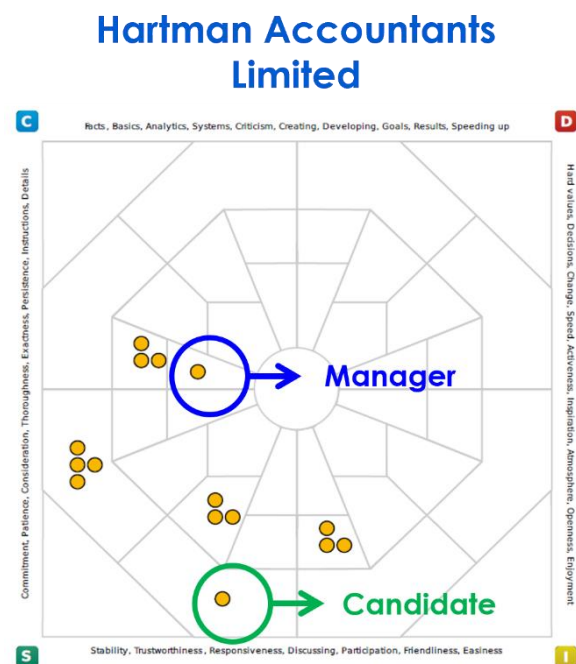 Hartman Accountants
Limited
C
Facts, Basics, Analytics, Systems, Criticism, Creating, Developing, Goals, Results, Speeding up
D
Commitment, Patience, Consideration, Thoroughness, Exactness, Persistence, Instructions, Details
Hard values, Decisions, Change, Speed, Activeness, Inspiration, Atmosphere, Openness, Enjoyment
Manager
Candidate
S
Stability, Trustworthiness, Responsiveness, Discussing, Participation, Friendliness, Easiness
I